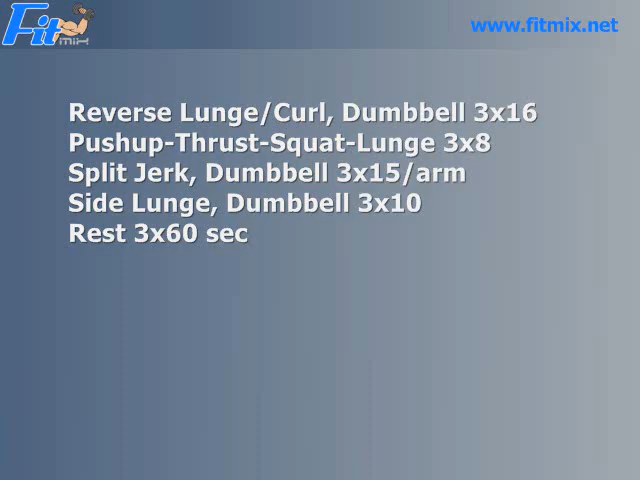 Fit mix
www.fitmix.net
Reverse Lunge/Curl, Dumbbell 3x16
Pushup-Thrust-Squat-Lunge 3x8
Split Jerk, Dumbbell 3x15/arm
Side Lunge, Dumbbell 3x10
Rest 3x60 sec